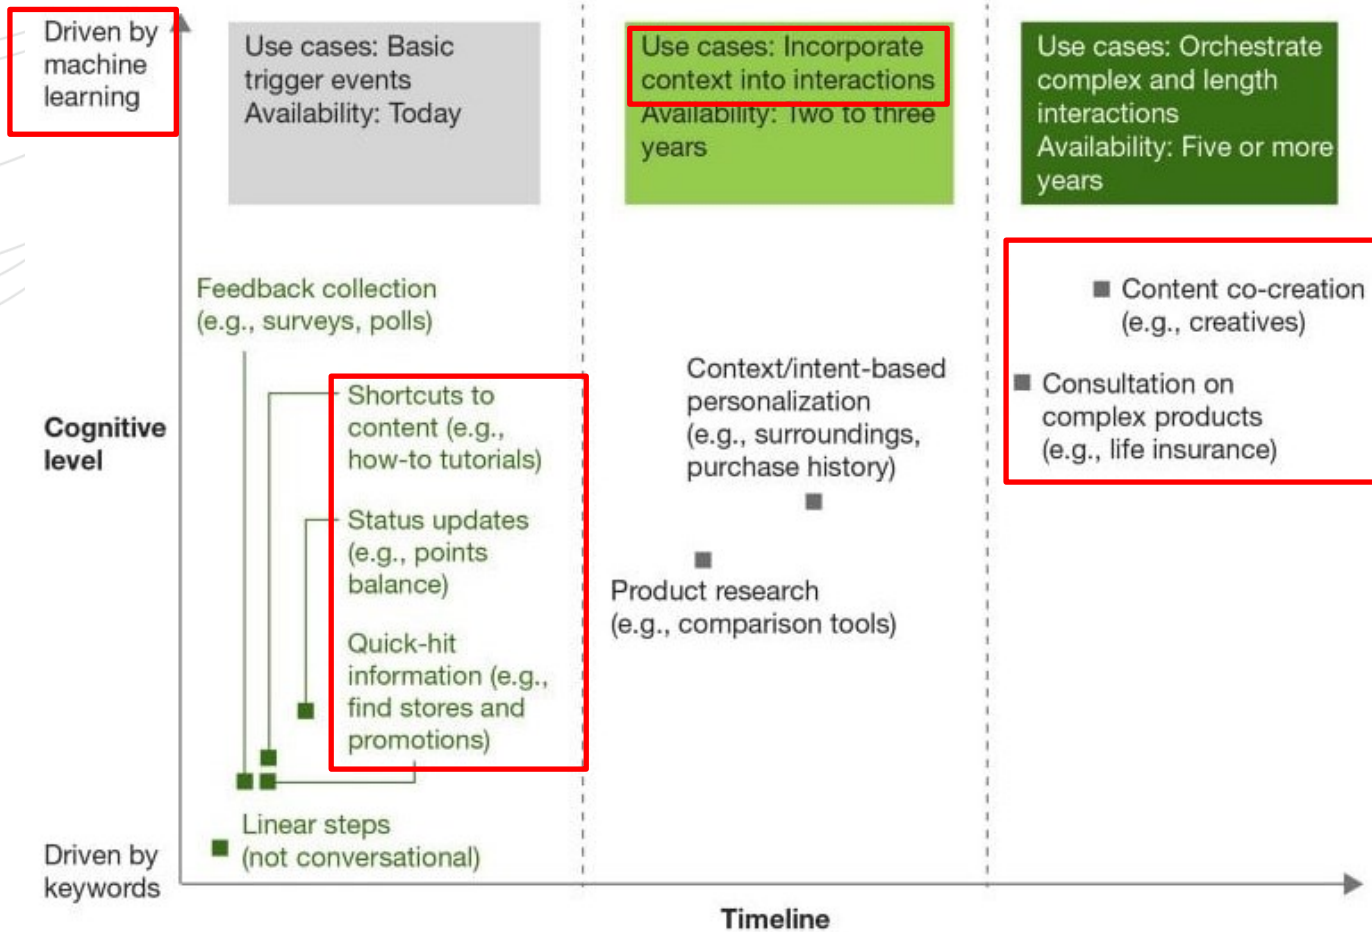 Driven by
machine
learning
Use cases: Basic
trigger events
Availability: Today
Use cases: Incorporate
context into interactions
Availability: Two to three
years
Use cases: Orchestrate
complex and length
interactions
Availability: Five or more
years
Feedback collection
(e.g., surveys, polls)
Shortcuts to
content (e.g.,
how-to tutorials)
Status updates
(e.g., points
balance)
Quick-hit
information (e.g.,
find stores and
promotions)
Linear steps
(not conversational)
Context/intent-based
personalization
(e.g., surroundings,
purchase history)
Product research
(e.g., comparison tools)
Content co-creation
(e.g., creatives)
Consultation on
complex products
(e.g., life insurance)
Cognitive
level
Driven by
keywords
Timeline